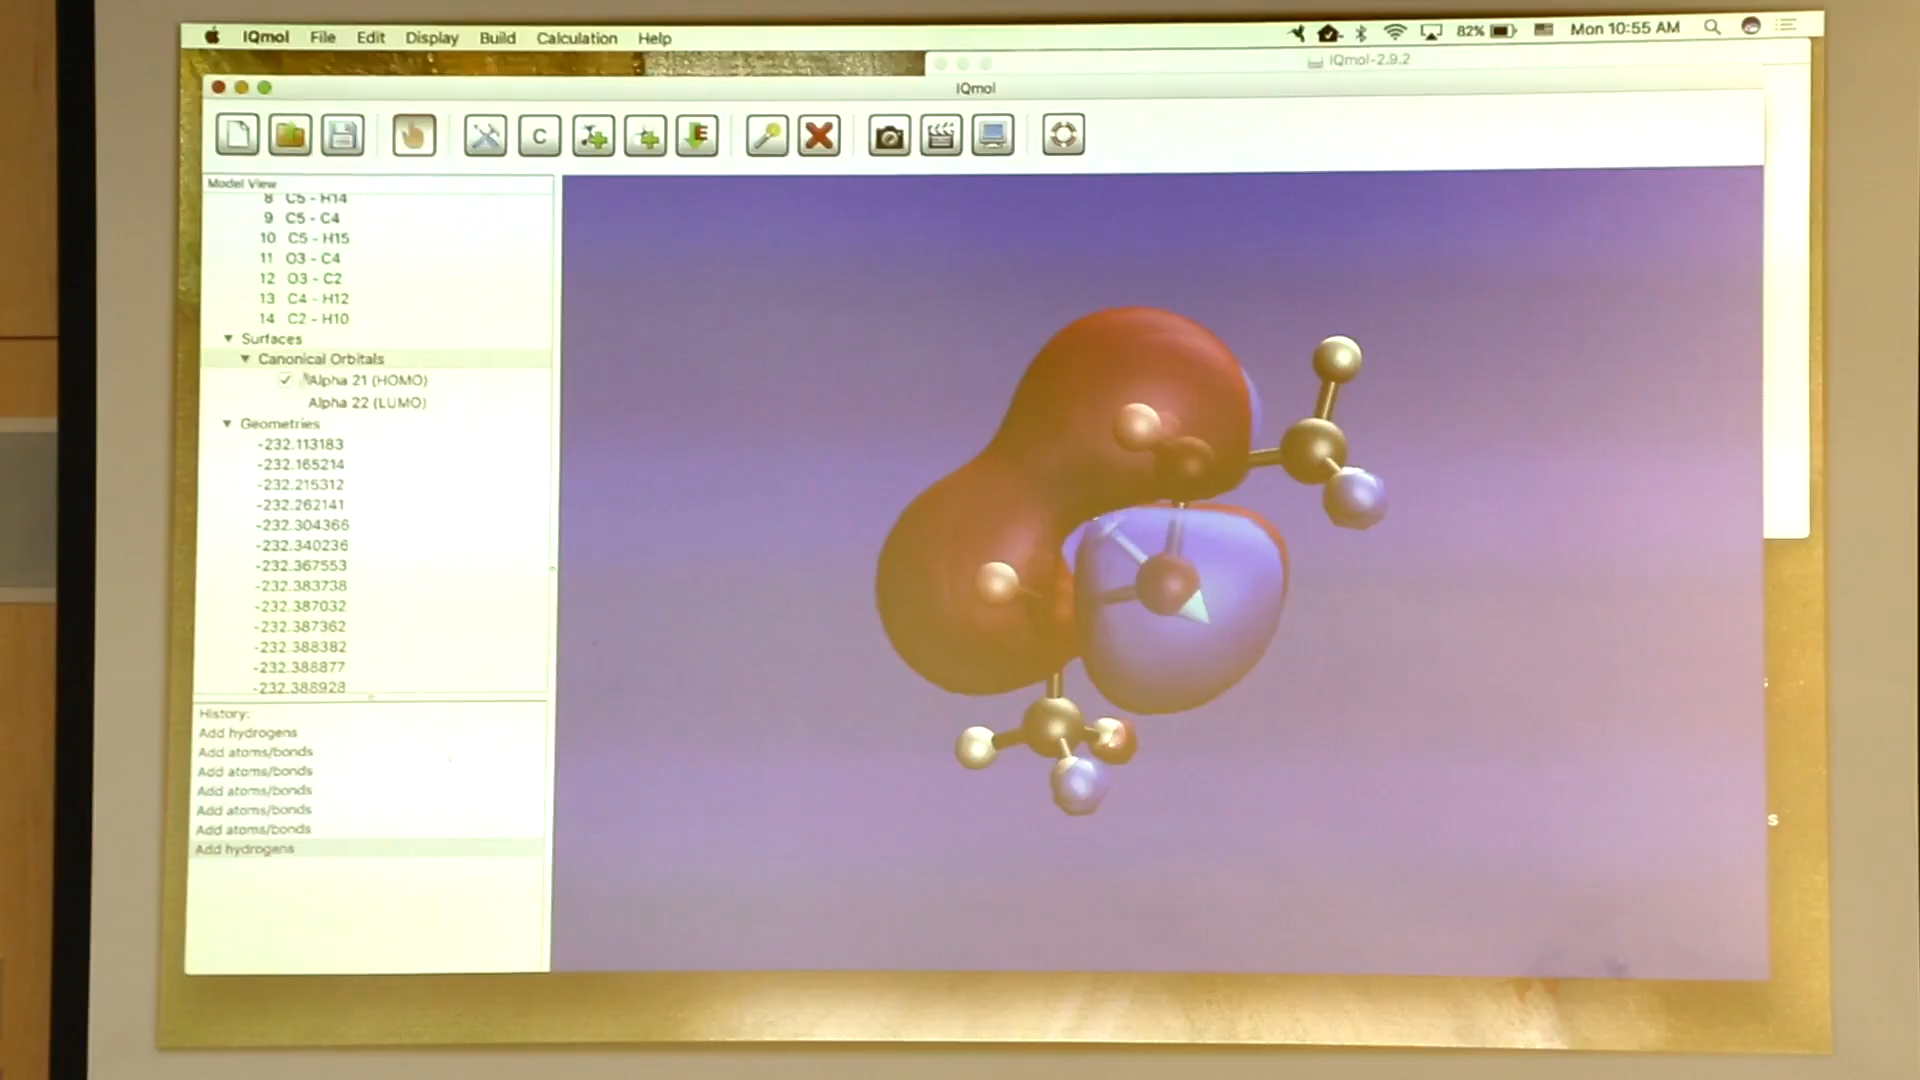 IQmol File Edit Display Build Calculation Help 82% Mon 10:55 AM
IQmol-2.9.2
IQmol
C E
Model View
8 C5 - H14
9 C5 - C4
10 C5 - H15
11 O3 - C4
12 O3 - C2
13 C4 - H12
14 C2 - H10
Surfaces
Canonical Orbitals
Alpha 21 (HOMO)
Alpha 22 (LUMO)
Geometries
-232.113183
-232.165214
-232.215312
-232.262141
-232.304366
-232.340236
-232.367553
-232.383738
-232.387032
-232.387362
-232.388382
-232.388877
-232.388928
History:
Add hydrogens
Add atoms/bonds
Add atoms/bonds
Add atoms/bonds
Add atoms/bonds
Add atoms/bonds
Add hydrogens
s